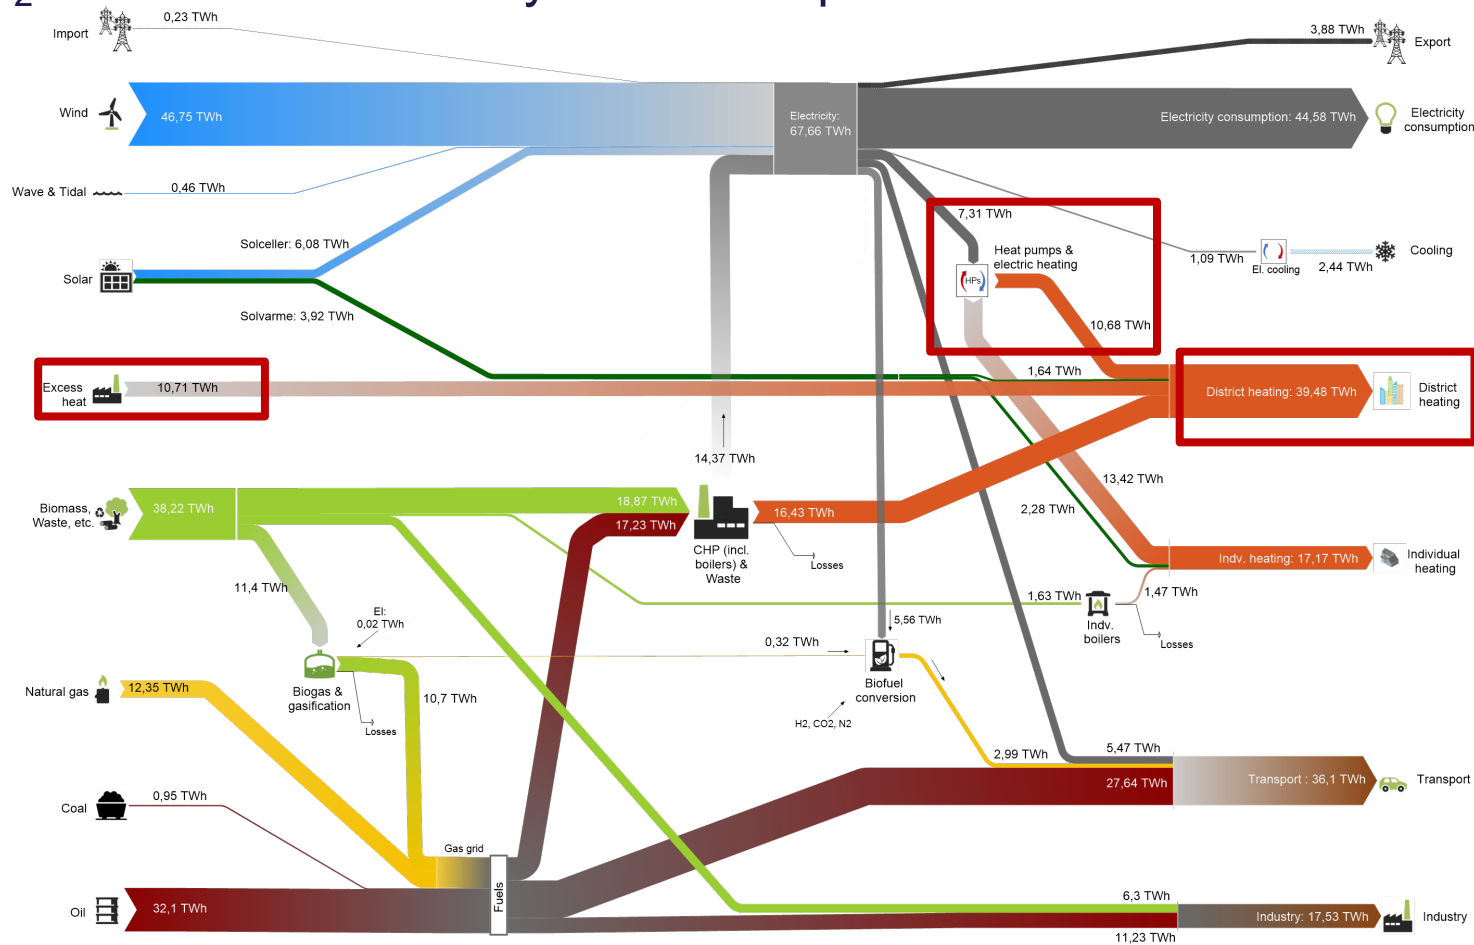 Import
0,23 TWh
3,88 TWh
Export
Wind
46,75 TWh
Electricity:
67,66 TWh
Electricity consumption: 44,58 TWh
Electricity
consumption
Wave & Tidal
0,46 TWh
7,31 TWh
Solceller: 6,08 TWh
Heat pumps &
electric heating
HPs
1,09 TWh
El. cooling
2,44 TWh
Cooling
Solar
Solvarme: 3,92 TWh
10,68 TWh
Excess
heat
10,71 TWh
1,64 TWh
District heating: 39,48 TWh
District
heating
14,37 TWh
13,42 TWh
Biomass,
Waste, etc.
38,22 TWh
18,87 TWh
17,23 TWh
16,43 TWh
2,28 TWh
CHP (incl.
boilers) &
Waste
Losses
Indv. heating: 17,17 TWh
Individual
heating
11,4 TWh
1,63 TWh
1,47 TWh
Indv.
boilers
Losses
El:
0,02 TWh
0,32 TWh
5,56 TWh
Biogas &
gasification
Losses
Biofuel
conversion
H2, CO2, N2
Natural gas
12,35 TWh
10,7 TWh
2,99 TWh
5,47 TWh
27,64 TWh
Transport : 36,1 TWh
Transport
Coal
0,95 TWh
Gas grid
Fuels
Oil
32,1 TWh
6,3 TWh
11,23 TWh
Industry: 17,53 TWh
Industry